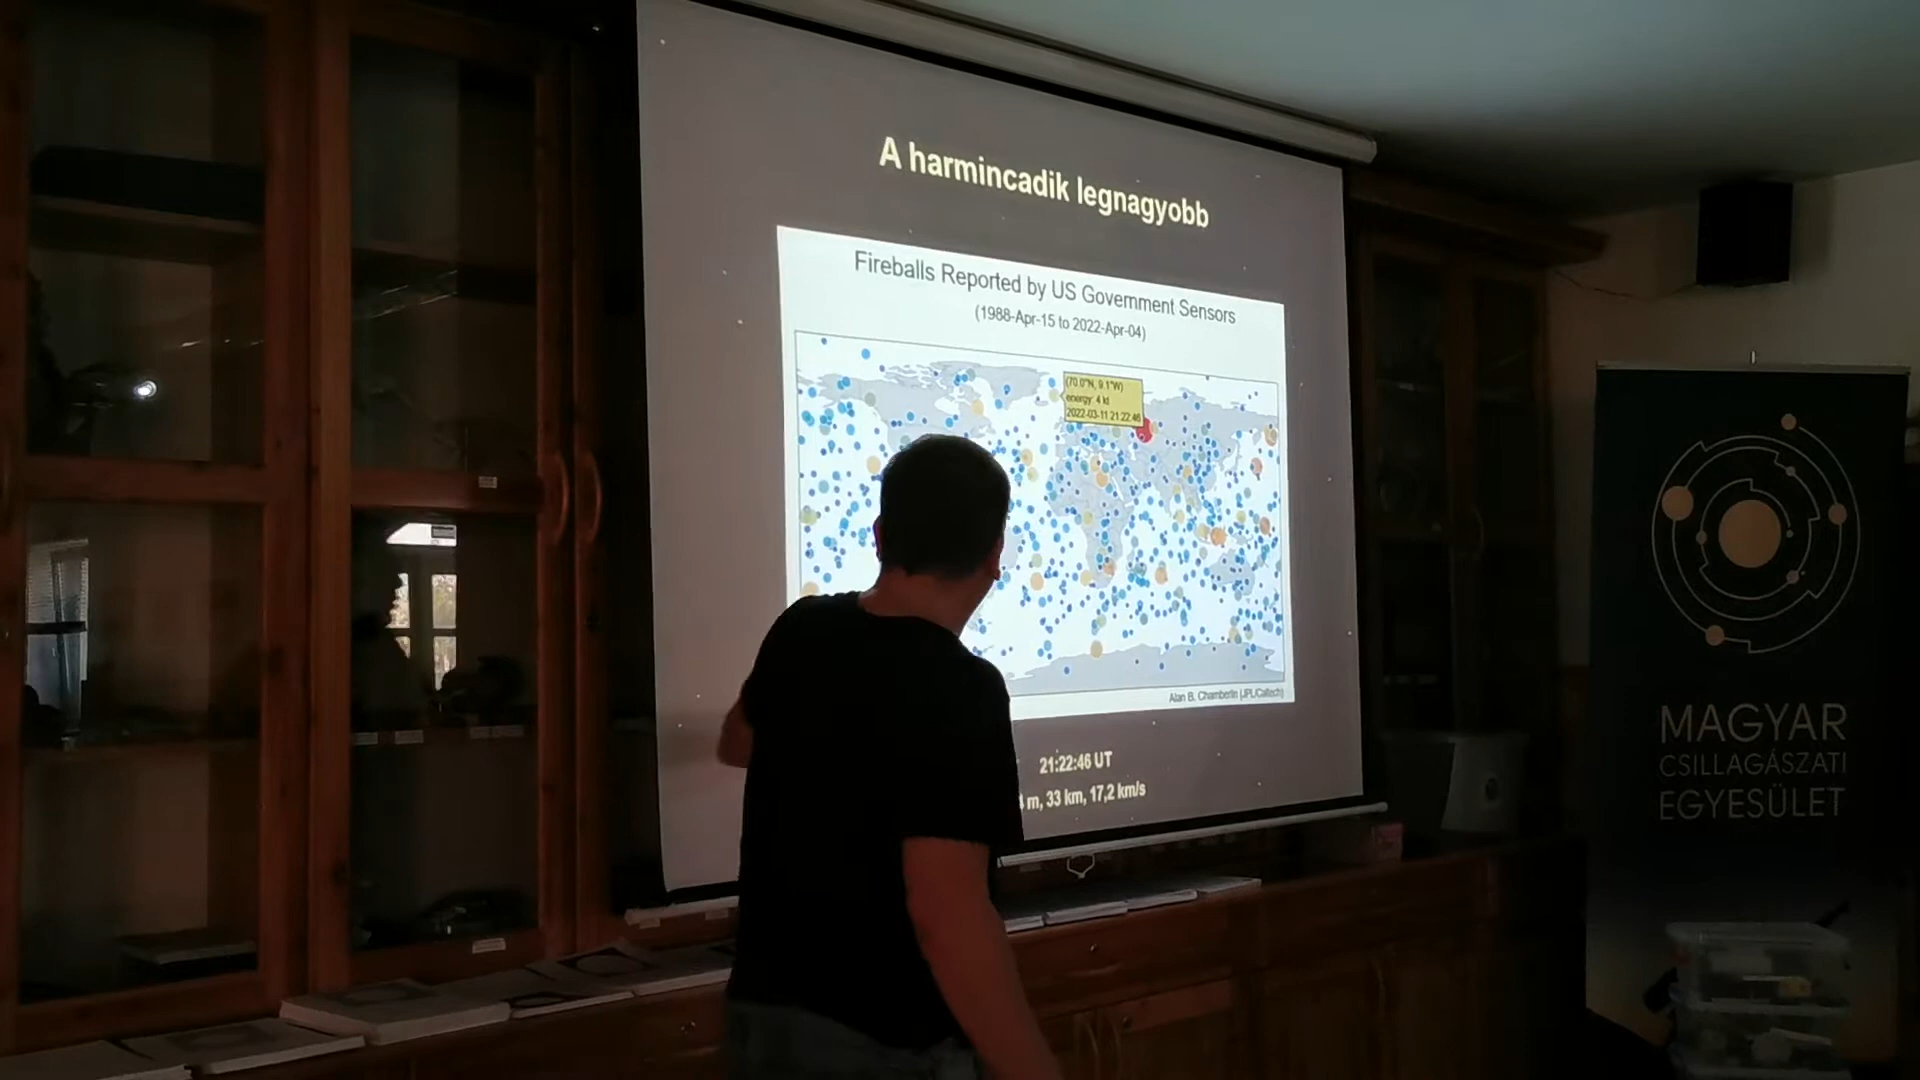 A harmincadik legnagyobb
Fireballs Reported by US Government Sensors
(1988-Apr-15 to 2022-Apr-04)
(70.0°N, 9.1°W)
energy: 4 kt
2022-03-11 21:22:46
Alan B. Chamberlin (JPL/Caltech)
21:22:46 UT
m, 33 km, 17,2 km/s
MAGYAR
CSILLAGÁSZATI
EGYESÜLET